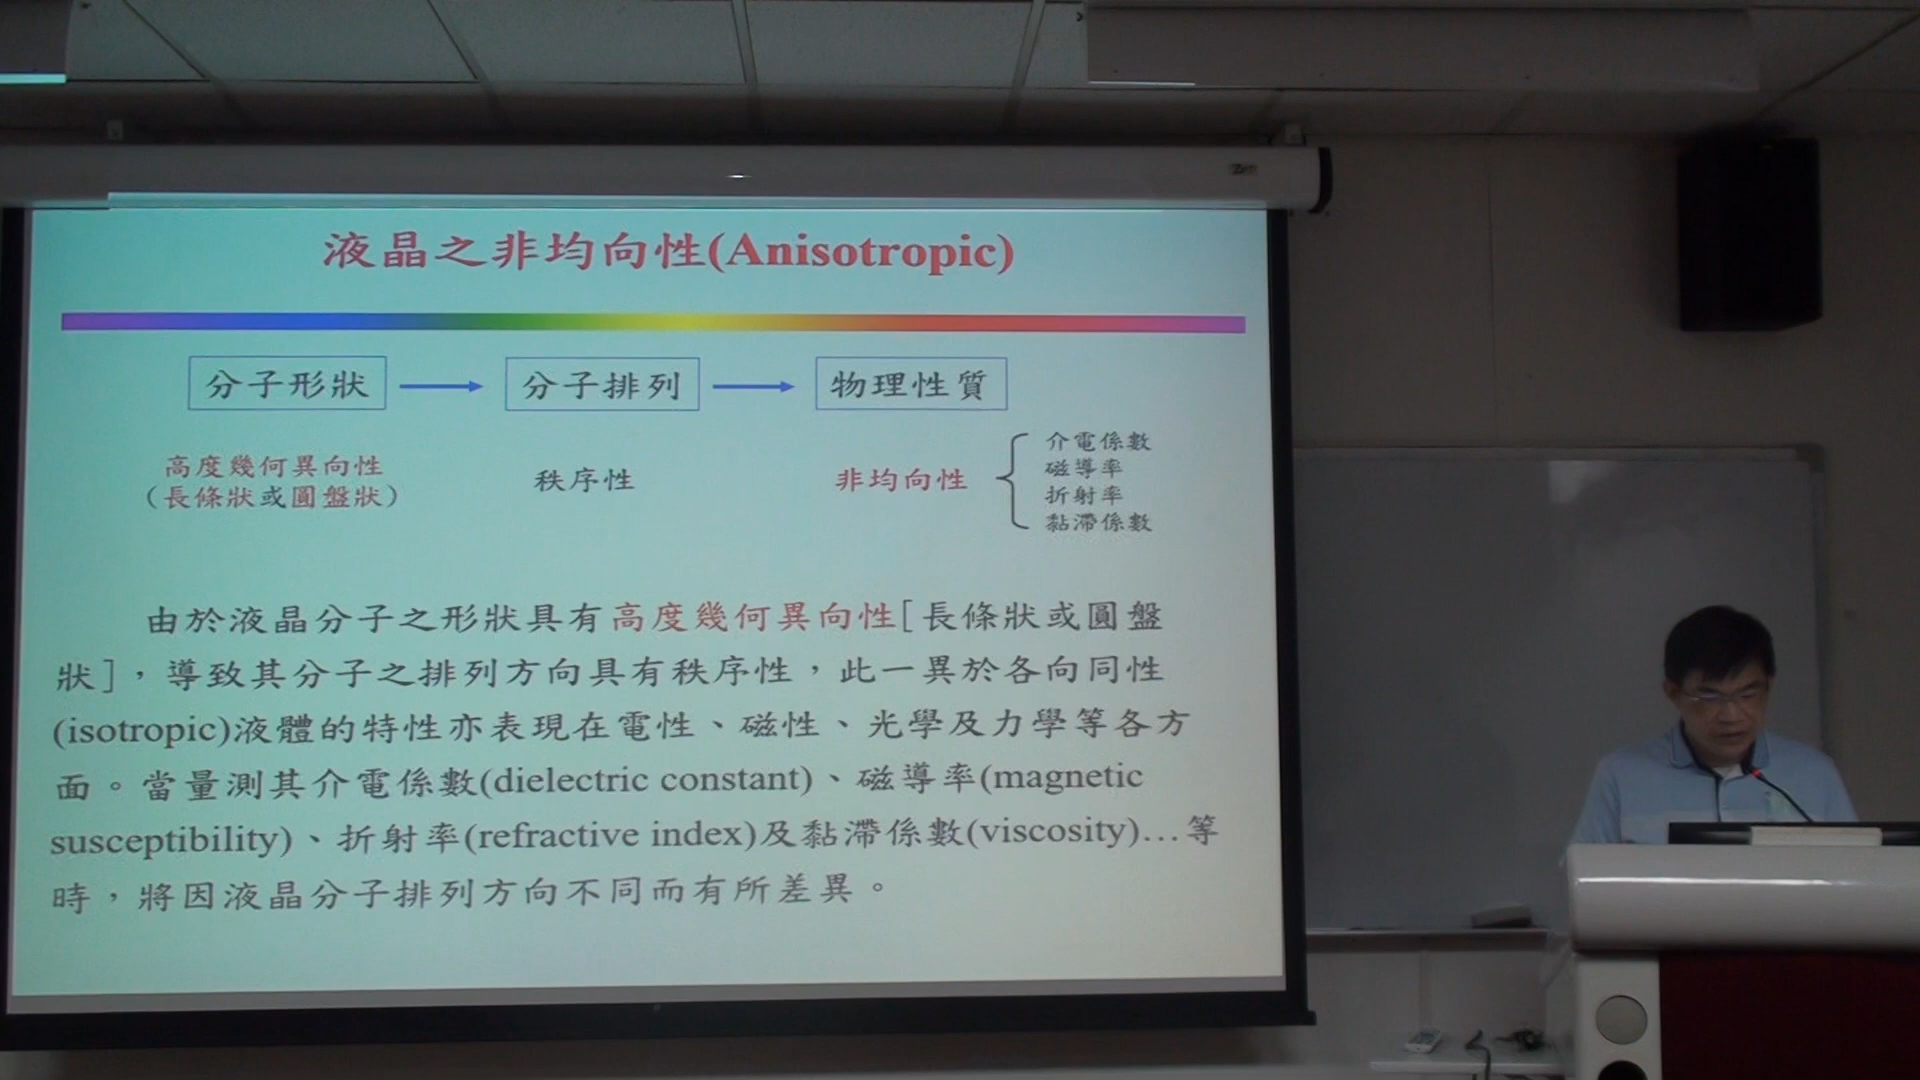 液晶之非均向性(Anisotropic)
分子形狀
分子排列
物理性質
高度幾何異向性
(長條狀或圓盤狀)
秩序性
非均向性
介電係數
磁導率
折射率
黏滯係數
由於液晶分子之形狀具有高度幾何異向性[長條狀或圓盤
狀]，導致其分子之排列方向具有秩序性，此一異於各向同性
(isotropic)液體的特性亦表現在電性、磁性、光學及力學等各方
面。當量測其介電係數(dielectric constant)、磁導率(magnetic
susceptibility)、折射率(refractive index)及黏滯係數(viscosity)…等
時，將因液晶分子排列方向不同而有所差異。